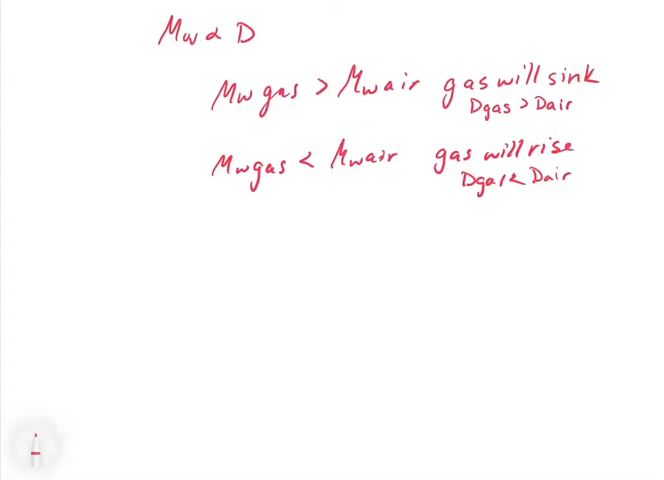 Mw α D
Mw gas > Mw air gas will sink
Dgas > Dair
Mw gas < Mw air gas will rise
Dgas < Dair